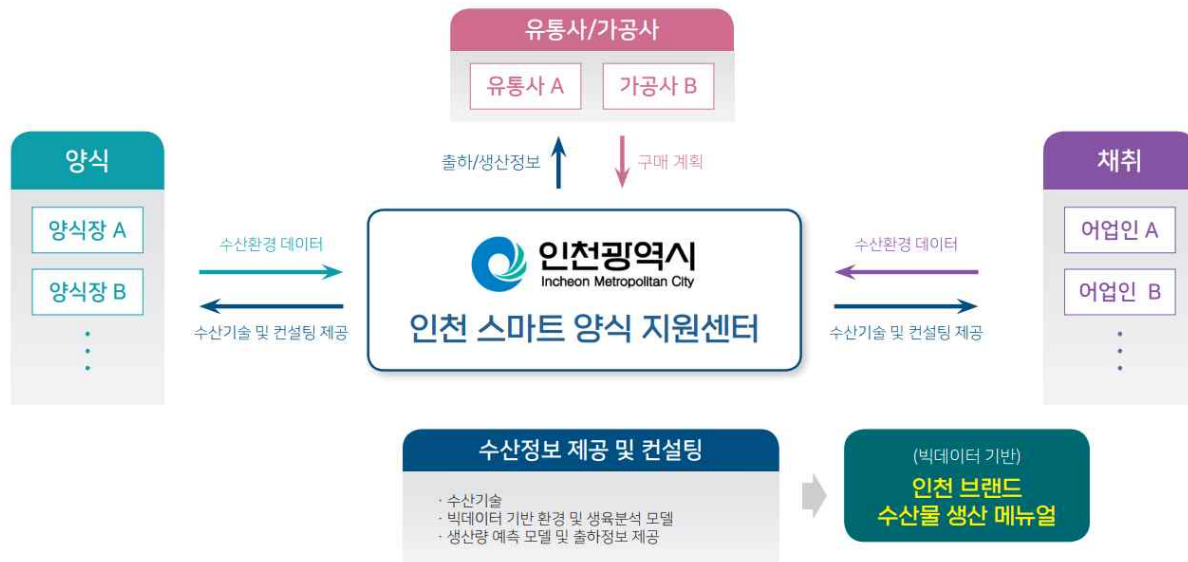 유통사/가공사
유통사 A
가공사 B
출하/생산정보
구매 계획
양식
양식장 A
양식장 B
수산환경 데이터
수산기술 및 컨설팅 제공
인천광역시
Incheon Metropolitan City
인천 스마트 양식 지원센터
채취
어업인 A
어업인 B
수산환경 데이터
수산기술 및 컨설팅 제공
수산정보 제공 및 컨설팅
· 수산기술
· 빅데이터 기반 환경 및 생육분석 모델
· 생산량 예측 모델 및 출하정보 제공
(빅데이터 기반)
인천 브랜드
수산물 생산 메뉴얼